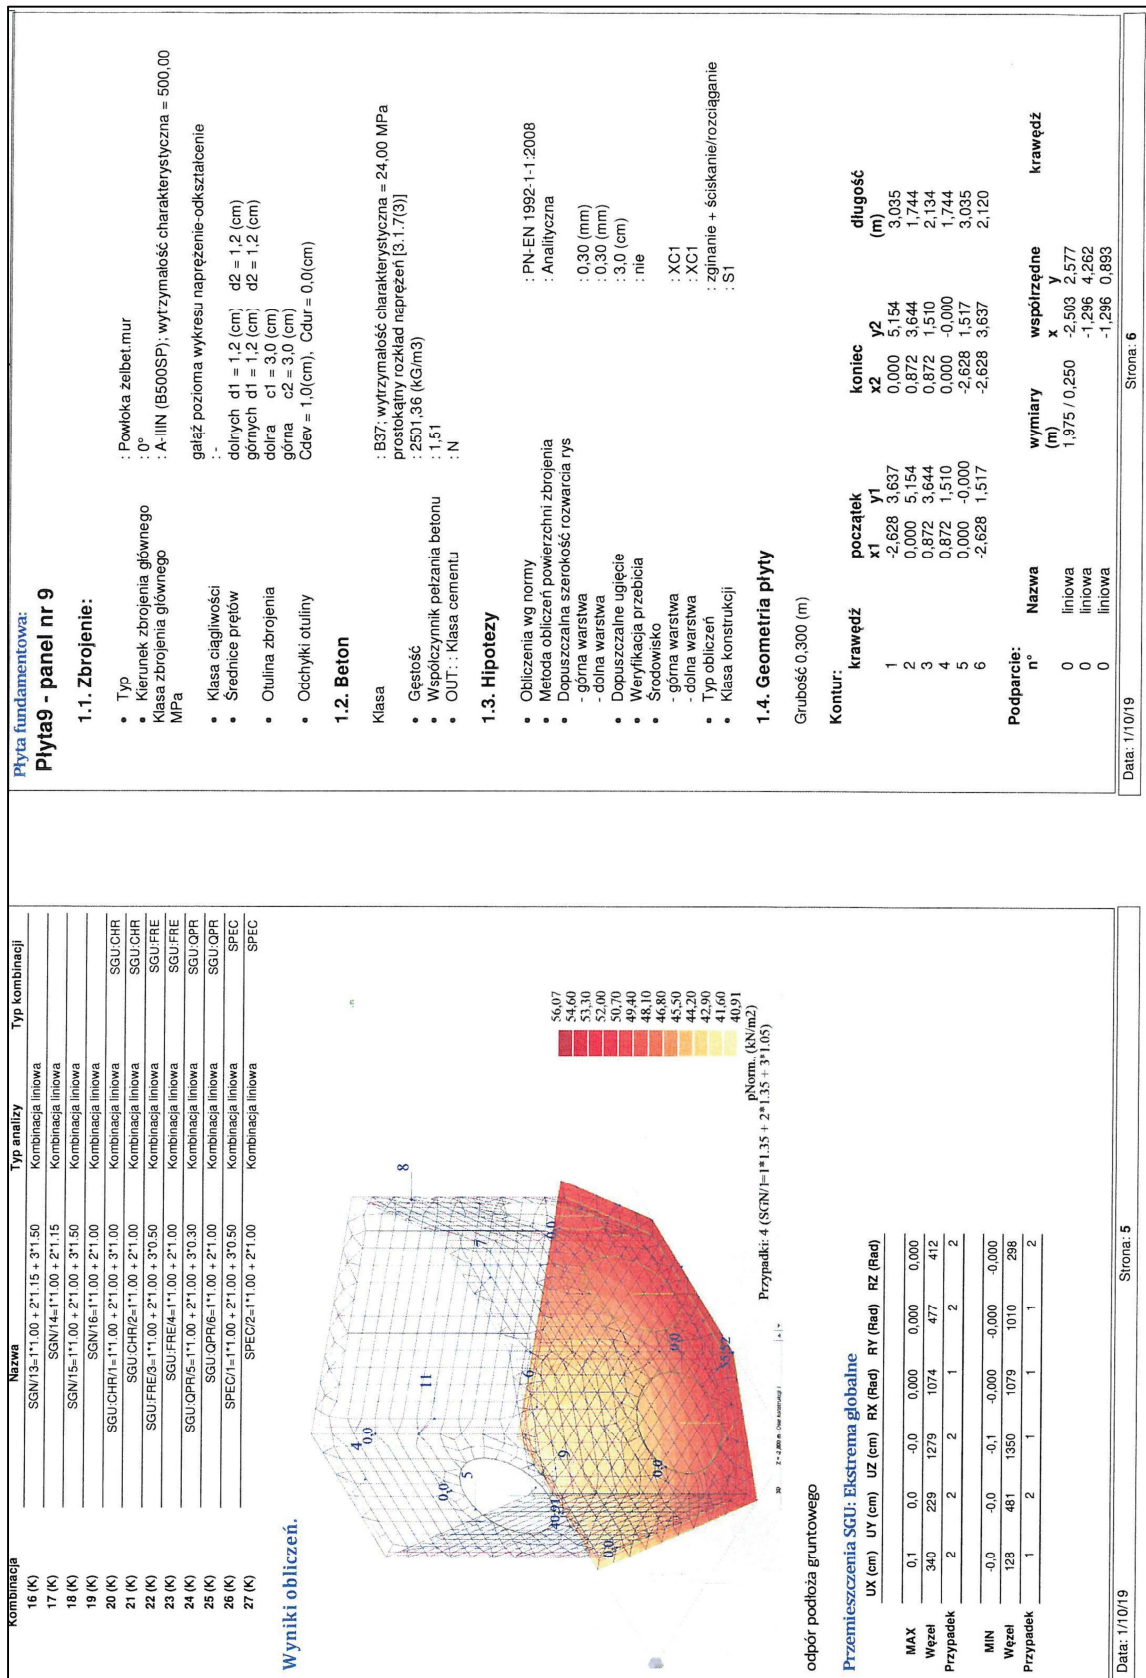 Kombinacja Nazwa Typ analizy Typ kombinacji
16 (K) SGN/13=1*1.00 + 2*1.15 + 3*1.50 Kombinacja liniowa
17 (K) SGN/14=1*1.00 + 2*1.15 Kombinacja liniowa
18 (K) SGN/15=1*1.00 + 2*1.00 + 3*1.50 Kombinacja liniowa
19 (K) SGN/16=1*1.00 + 2*1.00 Kombinacja liniowa
20 (K) SGU:CHR/1=1*1.00 + 2*1.00 + 3*1.00 Kombinacja liniowa SGU:CHR
21 (K) SGU:CHR/2=1*1.00 + 2*1.00 Kombinacja liniowa SGU:CHR
22 (K) SGU:FRE/3=1*1.00 + 2*1.00 + 3*0.50 Kombinacja liniowa SGU:FRE
23 (K) SGU:FRE/4=1*1.00 + 2*1.00 Kombinacja liniowa SGU:FRE
24 (K) SGU:QPR/5=1*1.00 + 2*1.00 + 3*0.30 Kombinacja liniowa SGU:QPR
25 (K) SGU:QPR/6=1*1.00 + 2*1.00 Kombinacja liniowa SGU:QPR
26 (K) SPEC/1=1*1.00 + 2*1.00 + 3*0.50 Kombinacja liniowa SPEC
27 (K) SPEC/2=1*1.00 + 2*1.00 Kombinacja liniowa SPEC
Wyniki obliczeń.
8
4
0,0
11
7
5
0,0
6
0,0
40,91
9
0,0
0,0
0,0
55,52
56,07
54,60
53,30
52,00
50,70
49,40
48,10
46,80
45,50
44,20
42,90
41,60
40,91
pNorm. (kN/m2)
Przypadki: 4 (SGN/1=1*1.35 + 2*1.35 + 3*1.05)
3D
odpór podłoża gruntowego
Przemieszczenia SGU: Ekstrema globalne
UX (cm) UY (cm) UZ (cm) RX (Rad) RY (Rad) RZ (Rad)
MAX 0,1 0,0 -0,0 0,000 0,000 0,000
Węzeł 340 229 1279 1074 477 412
Przypadek 2 2 2 1 2 2
MIN -0,0 -0,0 -0,1 -0,000 -0,000 -0,000
Węzeł 128 481 1350 1079 1010 298
Przypadek 1 2 1 1 1 2
Data: 1/10/19 Strona: 5
Płyta fundamentowa:
Płyta9 - panel nr 9
1.1. Zbrojenie:
• Typ : Powłoka żelbet.mur
• Kierunek zbrojenia głównego : 0°
Klasa zbrojenia głównego : A-IIIN (B500SP); wytrzymałość charakterystyczna = 500,00
MPa
gałąź pozioma wykresu naprężenie-odkształcenie
• Klasa ciągliwości : -
• Średnice prętów dolnych d1 = 1,2 (cm) d2 = 1,2 (cm)
górnych d1 = 1,2 (cm) d2 = 1,2 (cm)
• Otulina zbrojenia dolna c1 = 3,0 (cm)
górna c2 = 3,0 (cm)
• Odchyłki otuliny Cdev = 1,0(cm), Cdur = 0,0(cm)
1.2. Beton
Klasa : B37; wytrzymałość charakterystyczna = 24,00 MPa
prostokątny rozkład naprężeń [3.1.7(3)]
• Gęstość : 2501,36 (kG/m3)
• Współczynnik pełzania betonu : 1,51
• OUT: : Klasa cementu : N
1.3. Hipotezy
• Obliczenia wg normy : PN-EN 1992-1-1:2008
• Metoda obliczeń powierzchni zbrojenia : Analityczna
• Dopuszczalna szerokość rozwarcia rys
- górna warstwa : 0,30 (mm)
- dolna warstwa : 0,30 (mm)
• Dopuszczalne ugięcie : 3,0 (cm)
• Weryfikacja przebicia : nie
• Środowisko
- górna warstwa : XC1
- dolna warstwa : XC1
• Typ obliczeń : zginanie + ściskanie/rozciąganie
• Klasa konstrukcji : S1
1.4. Geometria płyty
Grubość 0,300 (m)
Kontur:
krawędź początek koniec długość
x1 y1 x2 y2 (m)
1 -2,628 3,637 0,000 5,154 3,035
2 0,000 5,154 0,872 3,644 1,744
3 0,872 3,644 0,872 1,510 2,134
4 0,872 1,510 0,000 -0,000 1,744
5 0,000 -0,000 -2,628 1,517 3,035
6 -2,628 1,517 -2,628 3,637 2,120
Podparcie:
n° Nazwa wymiary współrzędne krawędź
(m) x y
0 liniowa 1,975 / 0,250 -2,503 2,577
0 liniowa -1,296 4,262
0 liniowa -1,296 0,893
Data: 1/10/19 Strona: 6